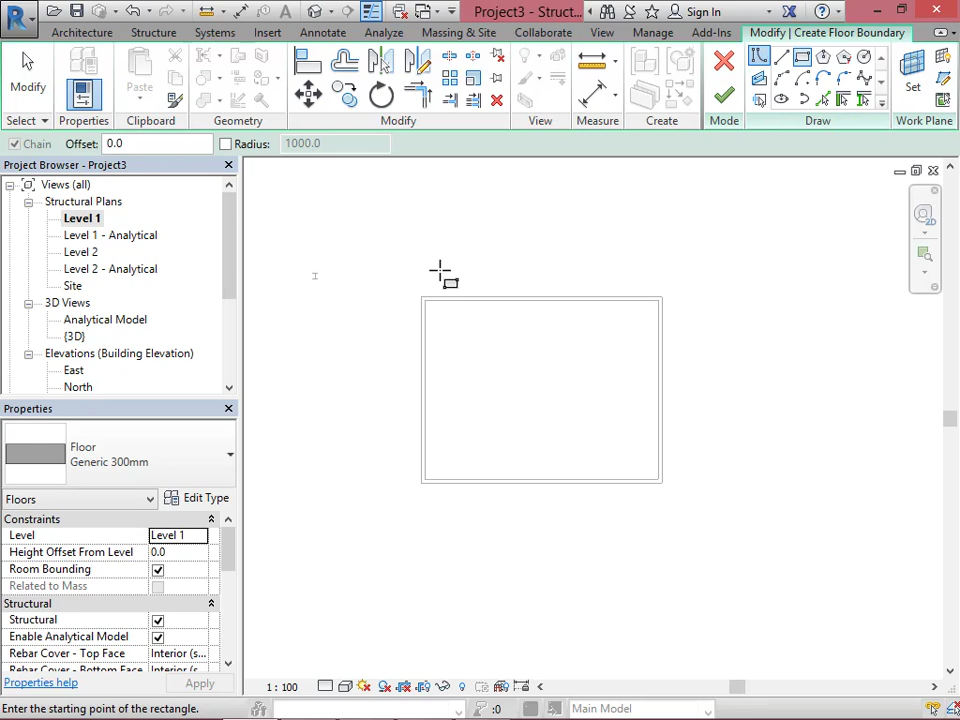 Project3 - Struct...
Sign In
Architecture
Structure
Systems
Insert
Annotate
Analyze
Massing & Site
Collaborate
View
Manage
Add-Ins
Modify | Create Floor Boundary
Modify
Paste
Set
Select
Properties
Clipboard
Geometry
Modify
View
Measure
Create
Mode
Draw
Work Plane
Chain
Offset: 0.0
Radius: 1000.0
Project Browser - Project3
Views (all)
Structural Plans
Level 1
Level 1 - Analytical
Level 2
Level 2 - Analytical
Site
3D Views
Analytical Model
{3D}
Elevations (Building Elevation)
East
North
2D
Properties
Floor
Generic 300mm
Floors
Edit Type
Constraints
Level Level 1
Height Offset From Level 0.0
Room Bounding
Related to Mass
Structural
Structural
Enable Analytical Model
Rebar Cover - Top Face Interior (s...
Rebar Cover - Bottom Face Interior (s...
Properties help
Apply
1 : 100
Enter the starting point of the rectangle.
:0
Main Model